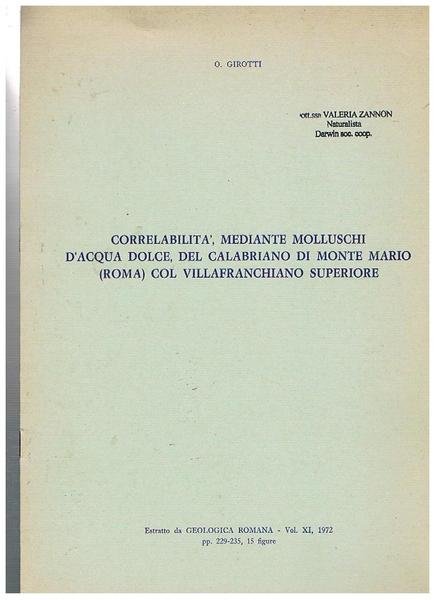 O. GIROTTI
VALERIA ZANNON
Naturalista
Darwin soc. coop.
CORRELABILITA', MEDIANTE MOLLUSCHI
D'ACQUA DOLCE, DEL CALABRIANO DI MONTE MARIO
(ROMA) COL VILLAFRANCHIANO SUPERIORE
Estratto da GEOLOGICA ROMANA - Vol. XI, 1972
pp. 229-235, 15 figure